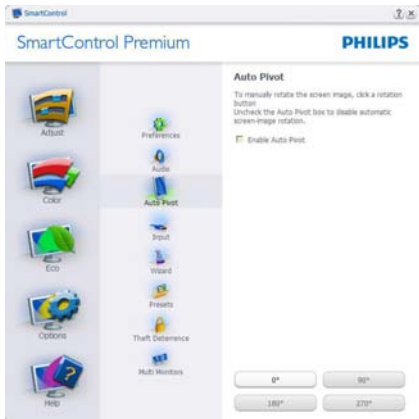 SmartControl
SmartControl Premium
PHILIPS
Adjust
Color
Eco
Options
Help
Preferences
Audio
Auto Pivot
Input
Wizard
Presets
Theft Deterrence
Multi Monitors
Auto Pivot
To manually rotate the screen image, click a rotation
button
Uncheck the Auto Pivot box to disable automatic
screen-image rotation.
Enable Auto Pivot
0°
90°
180°
270°